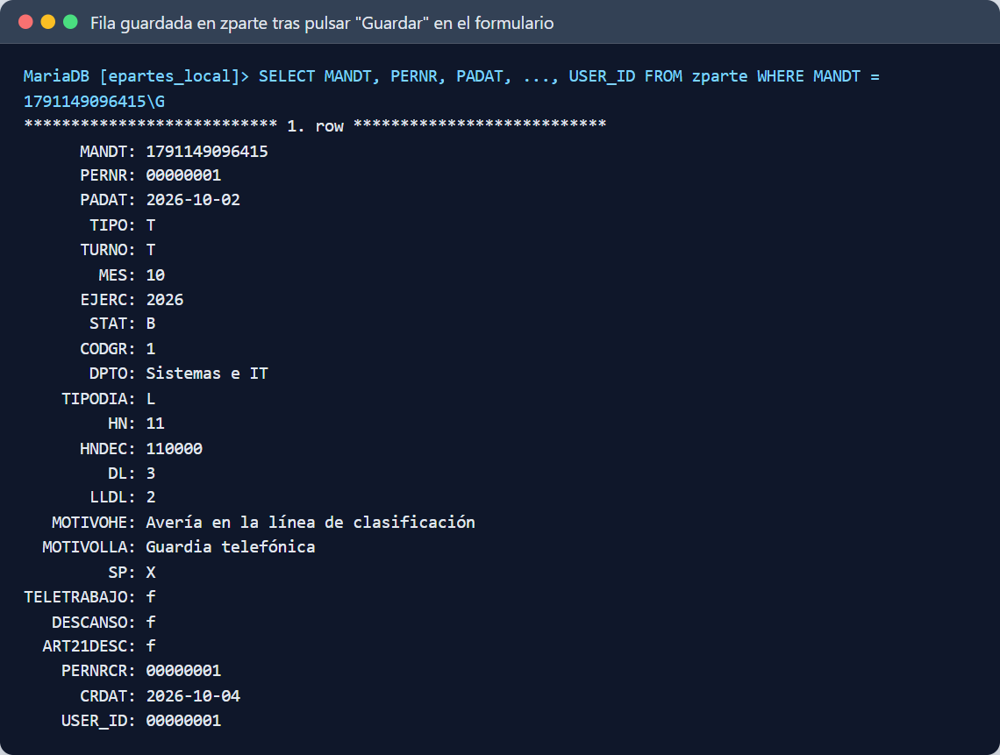 Fila guardada en zparte tras pulsar "Guardar" en el formulario
MariaDB [epartes_local]> SELECT MANDT, PERNR, PADAT, ..., USER_ID FROM zparte WHERE MANDT =
1791149096415\G
*************************** 1. row ***************************
MANDT: 1791149096415
PERNR: 00000001
PADAT: 2026-10-02
TIPO: T
TURNO: T
MES: 10
EJERC: 2026
STAT: B
CODGR: 1
DPTO: Sistemas e IT
TIPODIA: L
HN: 11
HNDEC: 110000
DL: 3
LLDL: 2
MOTIVOHE: Avería en la línea de clasificación
MOTIVOLLA: Guardia telefónica
SP: X
TELETRABAJO: f
DESCANSO: f
ART21DESC: f
PERNRCR: 00000001
CRDAT: 2026-10-04
USER_ID: 00000001